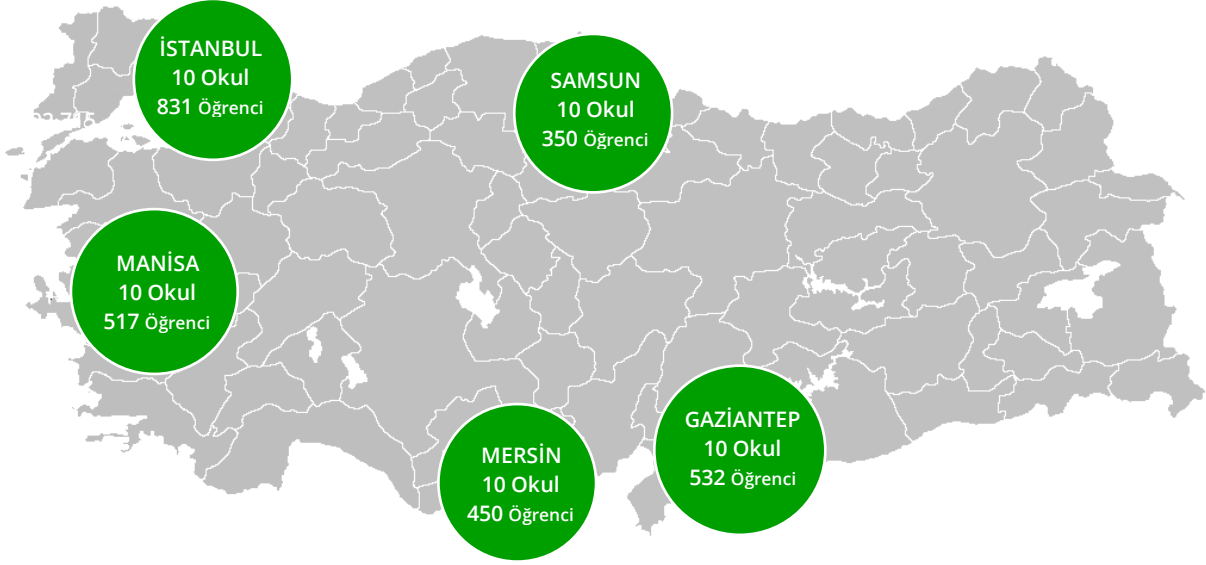 İSTANBUL
10 Okul
831 Öğrenci
SAMSUN
10 Okul
350 Öğrenci
MANİSA
10 Okul
517 Öğrenci
GAZİANTEP
10 Okul
532 Öğrenci
MERSİN
10 Okul
450 Öğrenci